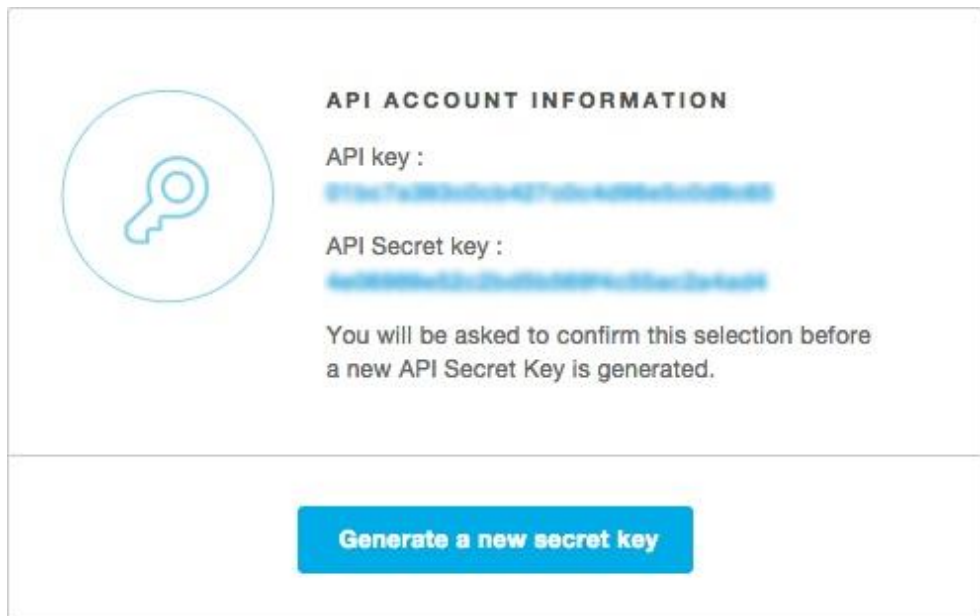 API ACCOUNT INFORMATION
API key :
API Secret key :
You will be asked to confirm this selection before
a new API Secret Key is generated.
Generate a new secret key